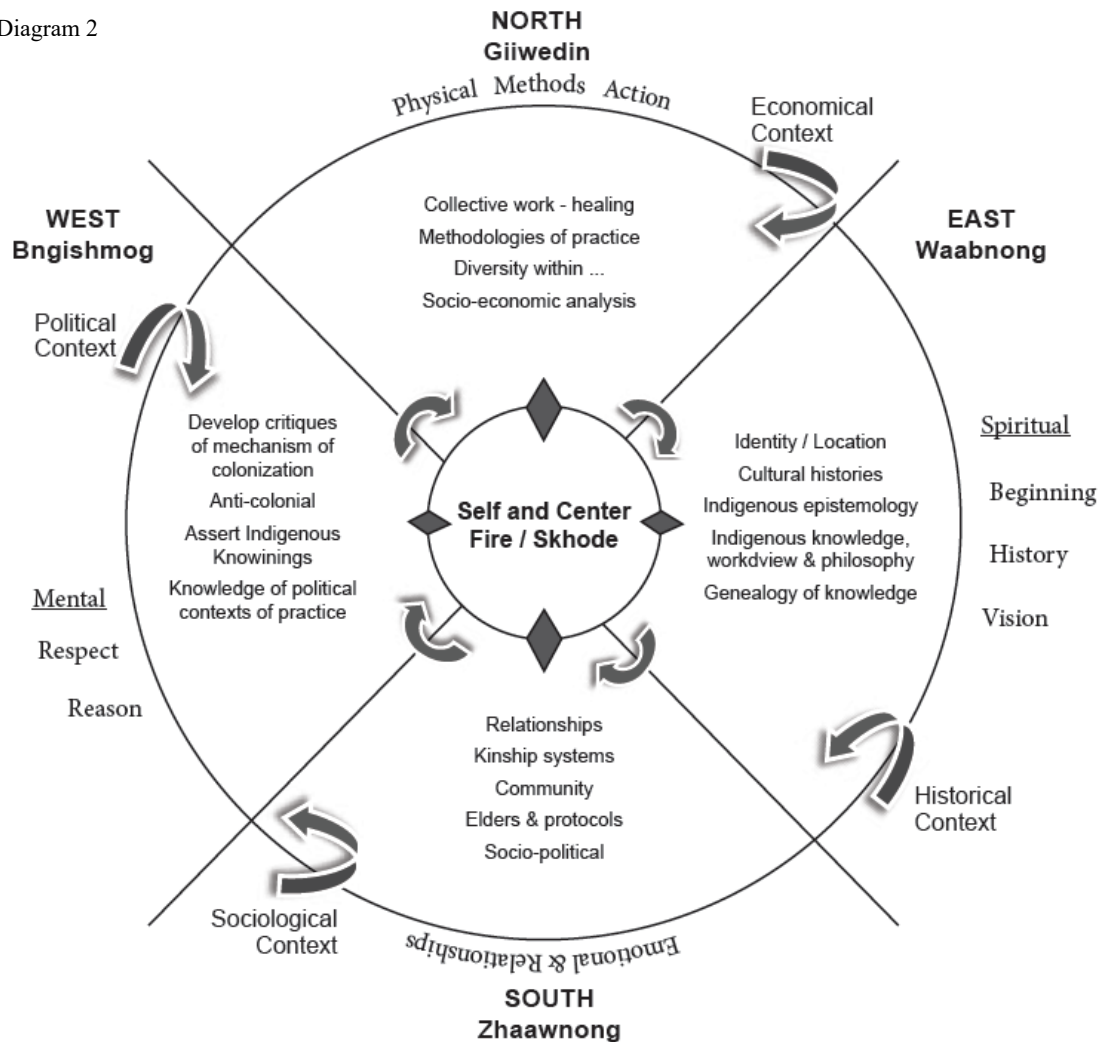 Diagram 2
NORTH
Giiwedin
Physical Methods Action
Economical
Context
WEST
Bngishmog
EAST
Waabnong
Collective work - healing
Methodologies of practice
Diversity within ...
Socio-economic analysis
Political
Context
Develop critiques
of mechanism of
colonization
Anti-colonial
Assert Indigenous
Knowinings
Knowledge of political
contexts of practice
Mental
Respect
Reason
Self and Center
Fire / Skhode
Identity / Location
Cultural histories
Indigenous epistemology
Indigenous knowledge,
workdview & philosophy
Genealogy of knowledge
Spiritual
Beginning
History
Vision
Relationships
Kinship systems
Community
Elders & protocols
Socio-political
Historical
Context
Sociological
Context
Emotional & Relationships
SOUTH
Zhaawnong